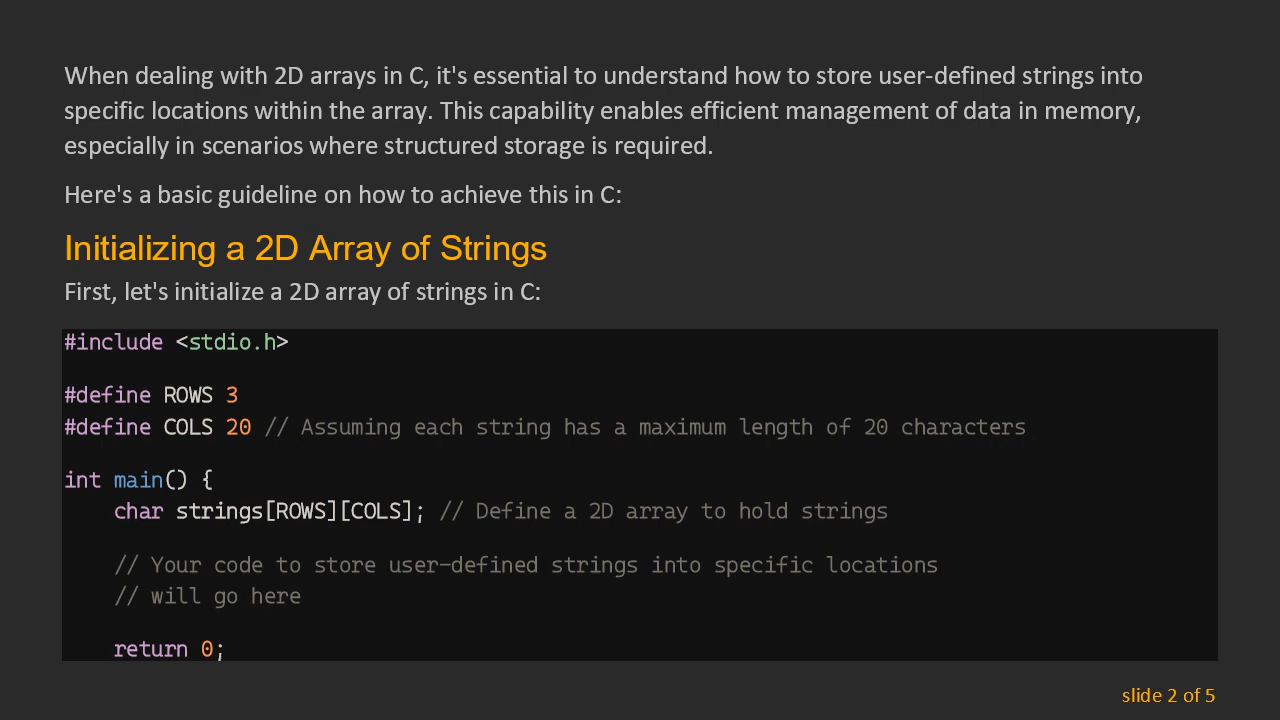 When dealing with 2D arrays in C, it's essential to understand how to store user-defined strings into
specific locations within the array. This capability enables efficient management of data in memory,
especially in scenarios where structured storage is required.
Here's a basic guideline on how to achieve this in C:
Initializing a 2D Array of Strings
First, let's initialize a 2D array of strings in C:
#include <stdio.h>
#define ROWS 3
#define COLS 20 // Assuming each string has a maximum length of 20 characters
int main() {
    char strings[ROWS][COLS]; // Define a 2D array to hold strings
    // Your code to store user-defined strings into specific locations
    // will go here
    return 0;
slide 2 of 5